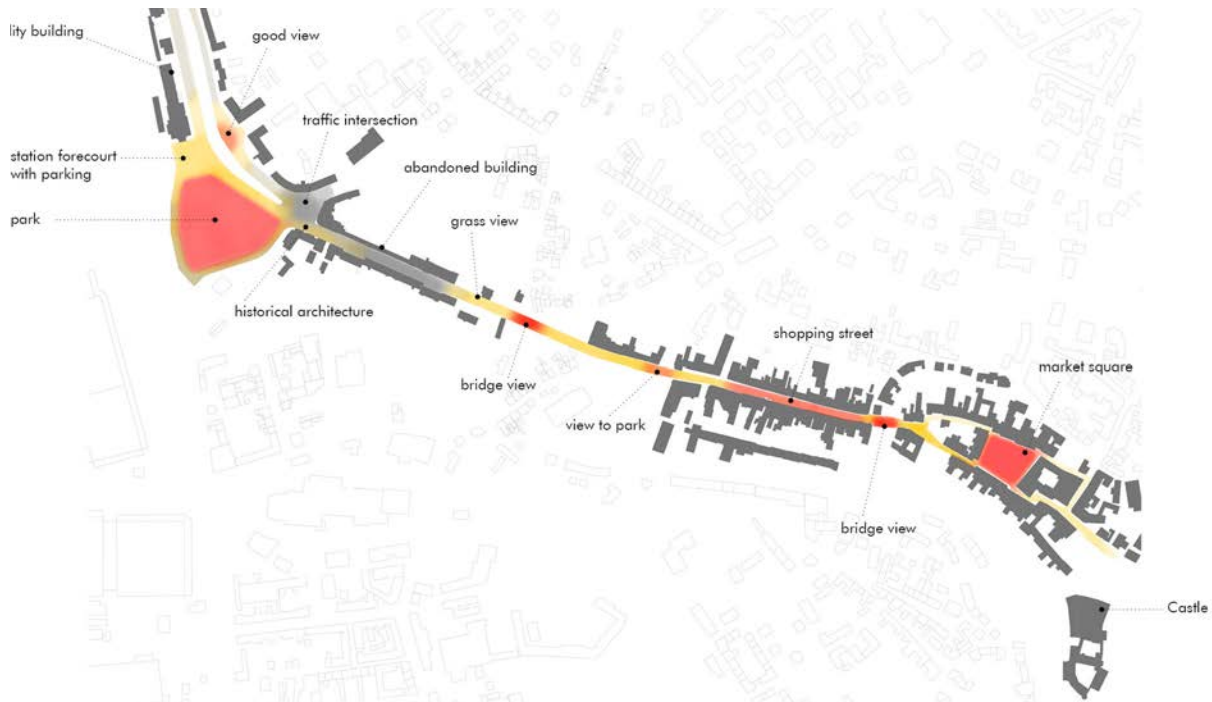 lity building
good view
traffic intersection
station forecourt
with parking
abandoned building
park
grass view
historical architecture
shopping street
market square
bridge view
view to park
bridge view
Castle